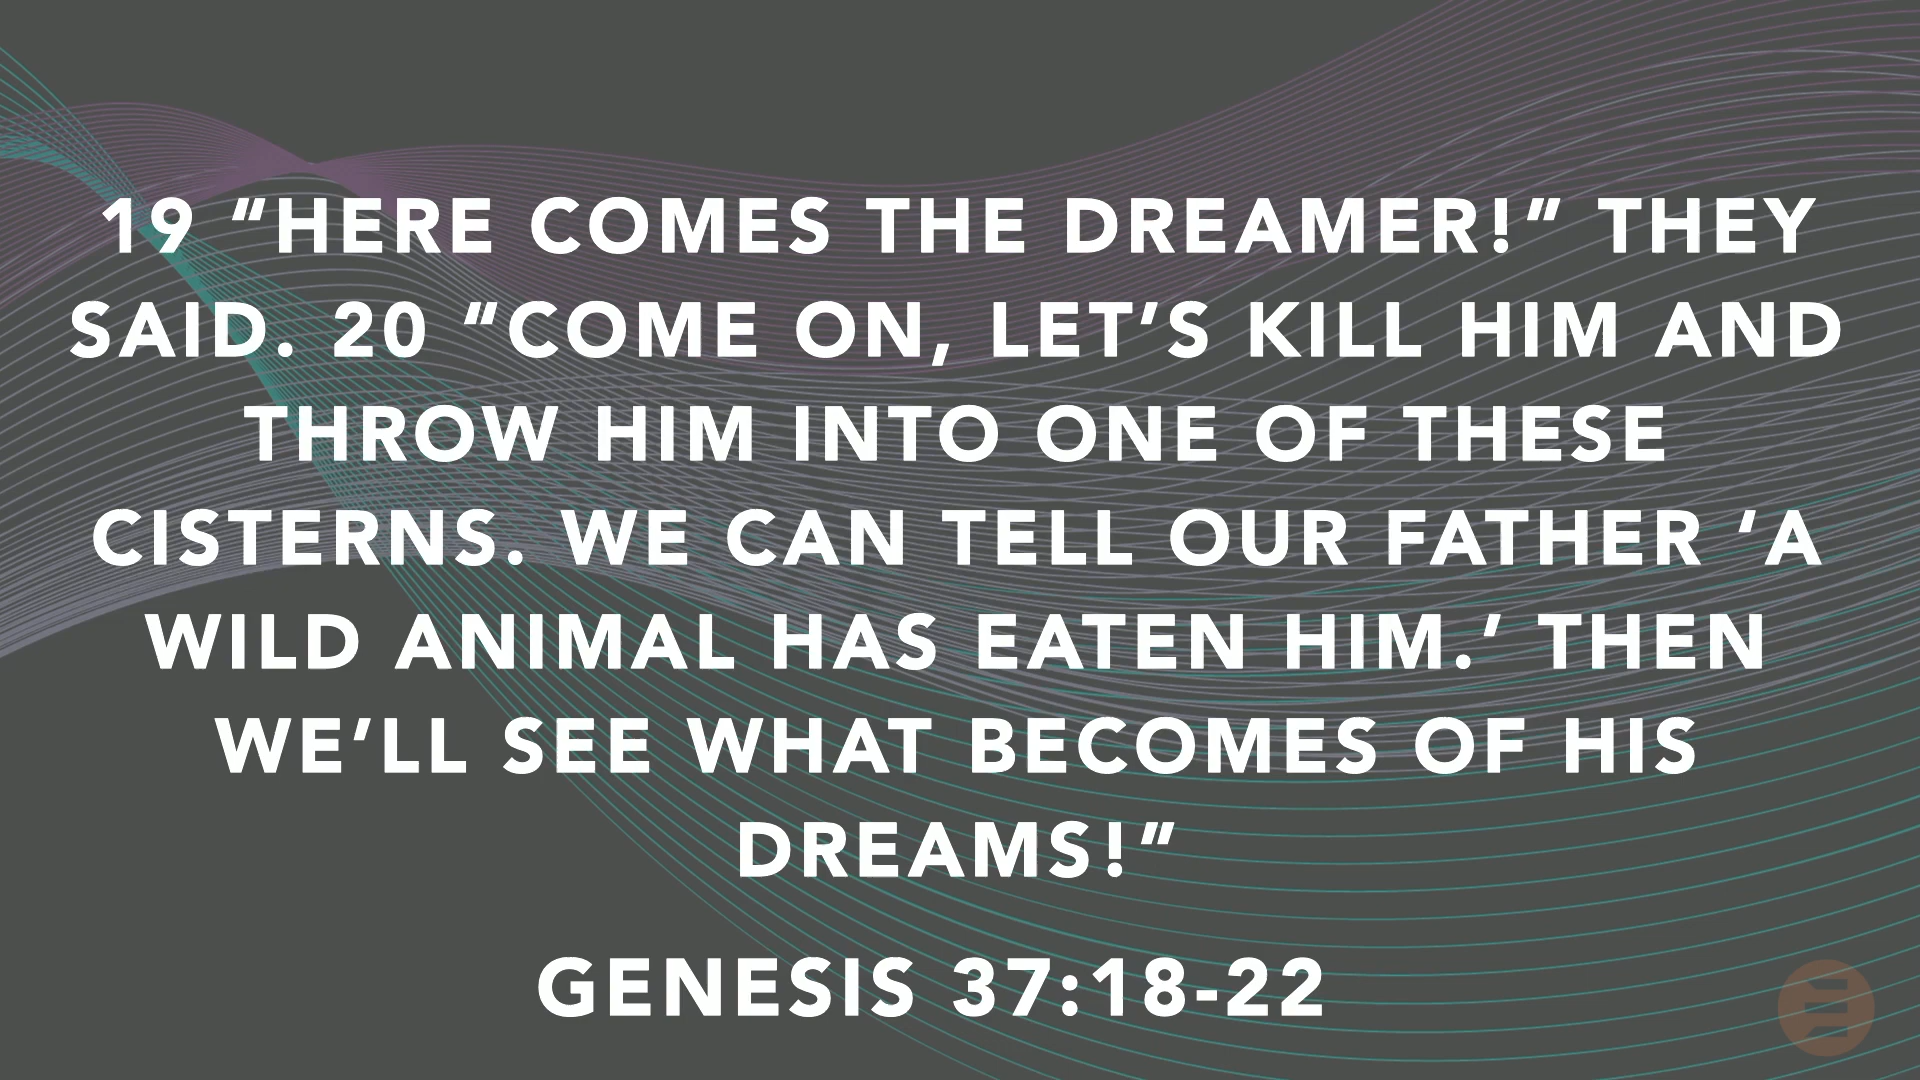 19 “HERE COMES THE DREAMER!” THEY
SAID. 20 “COME ON, LET’S KILL HIM AND
THROW HIM INTO ONE OF THESE
CISTERNS. WE CAN TELL OUR FATHER ‘A
WILD ANIMAL HAS EATEN HIM.’ THEN
WE’LL SEE WHAT BECOMES OF HIS
DREAMS!”
GENESIS 37:18-22